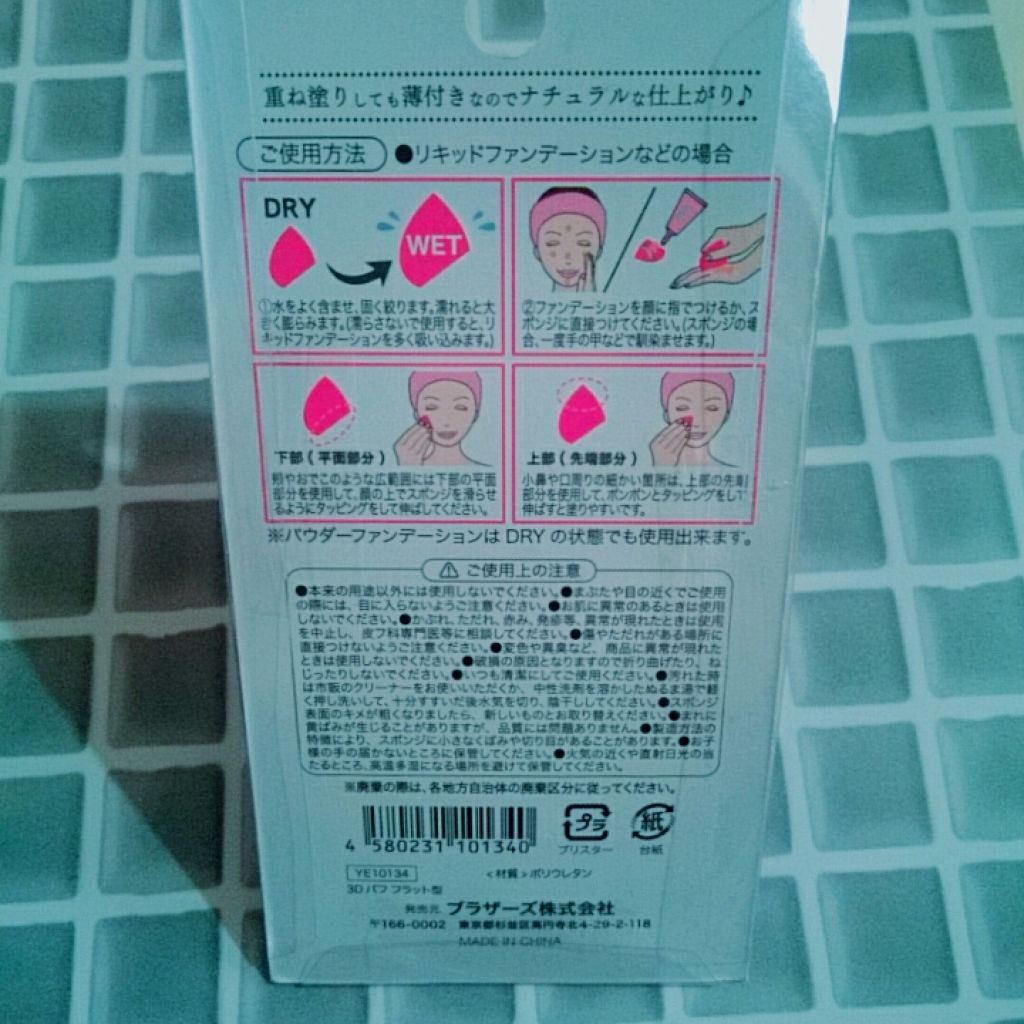 重ね塗りしても薄付きなのでナチュラルな仕上がり♪
ご使用方法 ●リキッドファンデーションなどの場合
DRY
WET
①水をよく含ませ、固く絞ります。濡れると大
きく膨らみます。(濡らさないで使用すると、リ
キッドファンデーションを多く吸い込みます。)
②ファンデーションを顔に指でつけるか、ス
ポンジに直接つけてください。(スポンジの場
合、一度手の甲などで馴染ませます。)
下部(平面部分)
頬やおでこのような広範囲には下部の平面
部分を使用して、顔の上でスポンジを滑らせ
るようにタッピングをして伸ばしてください。
上部(先端部分)
小鼻や口周りの細かい箇所は、上部の先端
部分を使用して、ポンポンとタッピングをして
伸ばすと塗りやすいです。
※パウダーファンデーションはDRYの状態でも使用出来ます。
⚠ ご使用上の注意
●本来の用途以外には使用しないでください。●まぶたや目の近くでご使用
の際には、目に入らないようご注意ください。●お肌に異常のあるときは使用
しないでください。●かぶれ、ただれ、赤み、発疹等、異常が現れたときは使用
を中止し、皮フ科専門医等に相談してください。●傷やただれがある場所に
直接つけないようご注意ください。●変色や異臭など、商品に異常が現れた
ときは使用しないでください。●破損の原因となりますので折り曲げたり、ね
じったりしないでください。●いつも清潔にしてご使用ください。●汚れた時
は市販のクリーナーをお使いいただくか、中性洗剤を溶かしたぬるま湯で軽
く押し洗いして、十分すすいだ後水気を切り、陰干ししてください。●スポンジ
表面のキメが粗くなりましたら、新しいものとお取り替えください。●まれに
黄ばみが生じることがありますが、品質には問題ありません。●製造方法の
特徴により、スポンジに小さなくぼみや切り目があることがあります。●お子
様の手の届かないところに保管してください。●火気の近くや直射日光の当
たるところ、高温多湿になる場所を避けて保管してください。
※廃棄の際は、各地方自治体の廃棄区分に従ってください。
4 580231 101340
プラ
ブリスター
紙
台紙
YE10134 <材質>ポリウレタン
3Dパフ フラット型
発売元 ブラザーズ株式会社
〒166-0002 東京都杉並区高円寺北4-29-2-118
MADE IN CHINA